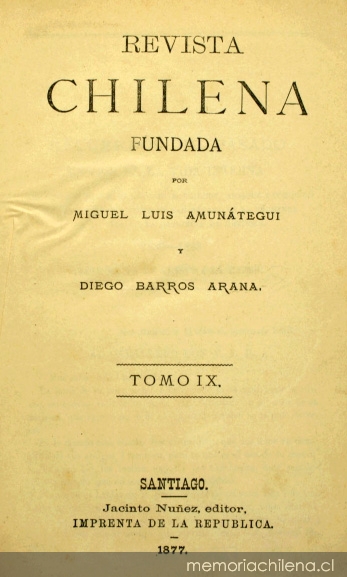 REVISTA
CHILENA
FUNDADA
POR
MIGUEL LUIS AMUNÁTEGUI
Y
DIEGO BARROS ARANA.
TOMO IX.
SANTIAGO.
Jacinto Nuñez, editor,
IMPRENTA DE LA REPUBLICA.
1877.
memoriachilena.cl